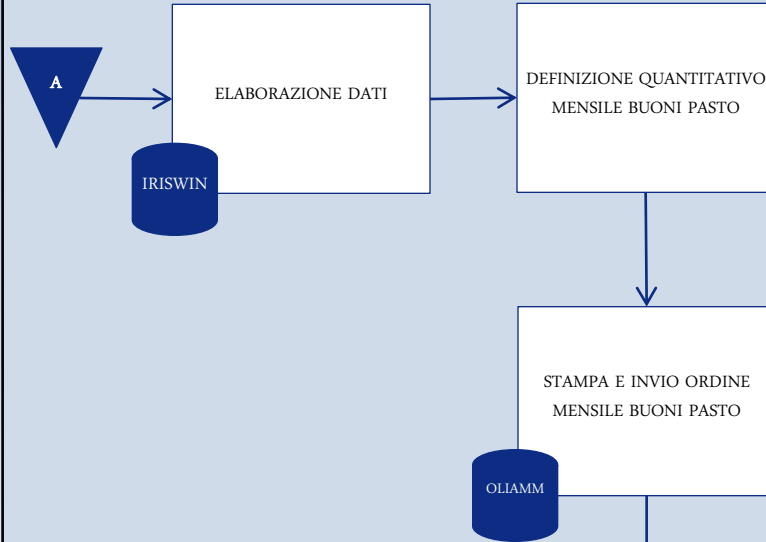 A
ELABORAZIONE DATI
IRISWIN
DEFINIZIONE QUANTITATIVO
MENSILE BUONI PASTO
STAMPA E INVIO ORDINE
MENSILE BUONI PASTO
OLIAMM